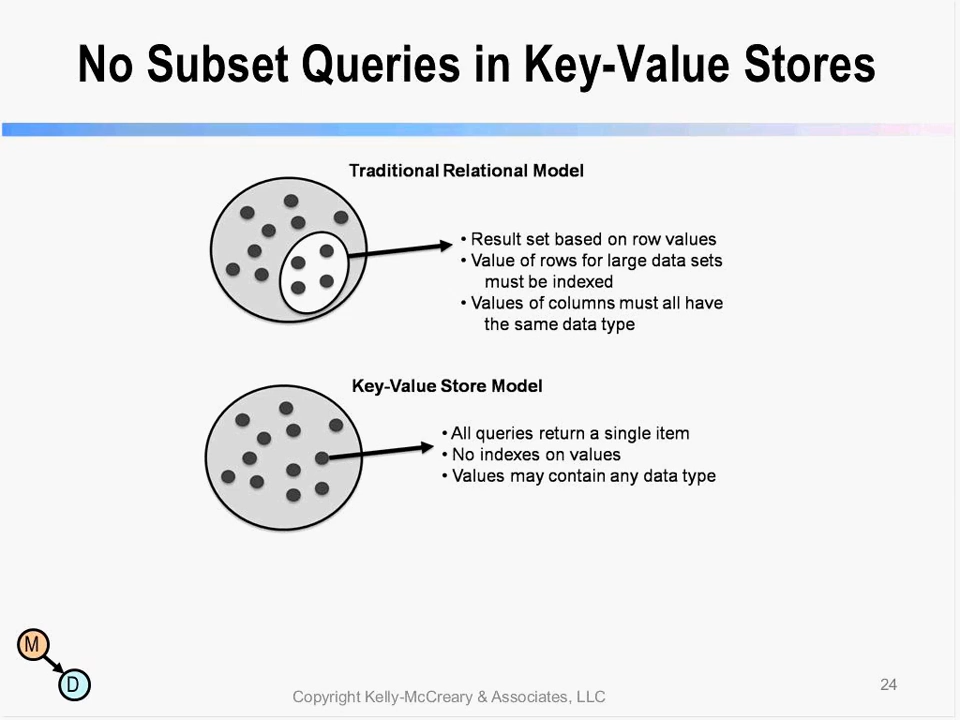 No Subset Queries in Key-Value Stores
Traditional Relational Model
• Result set based on row values
• Value of rows for large data sets
must be indexed
• Values of columns must all have
the same data type
Key-Value Store Model
• All queries return a single item
• No indexes on values
• Values may contain any data type
M
D
Copyright Kelly-McCreary & Associates, LLC
24